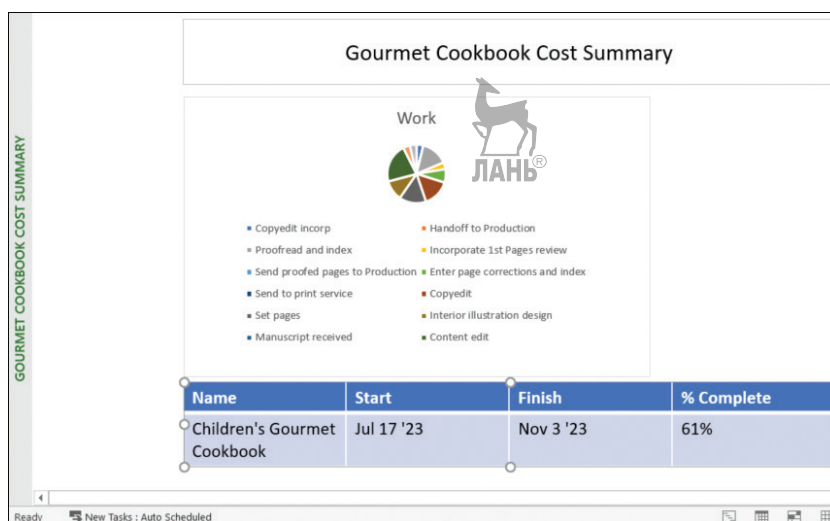 GOURMET COOKBOOK COST SUMMARY
Gourmet Cookbook Cost Summary
ЛАНЬ®
Work
Copyedit incorp
Handoff to Production
Proofread and index
Incorporate 1st Pages review
Send proofed pages to Production
Enter page corrections and index
Send to print service
Copyedit
Set pages
Interior illustration design
Manuscript received
Content edit
Name Start Finish % Complete
Children's Gourmet Jul 17 '23 Nov 3 '23 61%
Cookbook
Ready New Tasks : Auto Scheduled